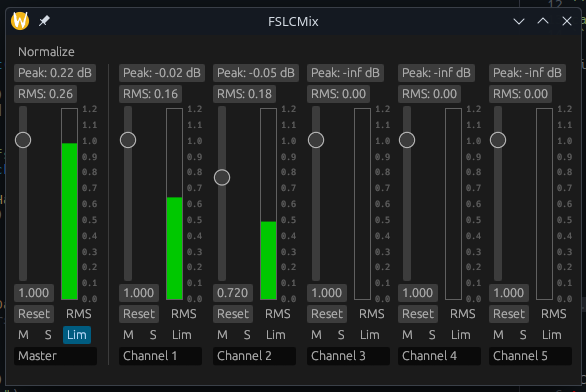 FSLCMix
Normalize
Peak: 0.22 dB Peak: -0.02 dB Peak: -0.05 dB Peak: -inf dB Peak: -inf dB Peak: -inf dB
RMS: 0.26 RMS: 0.16 RMS: 0.18 RMS: 0.00 RMS: 0.00 RMS: 0.00
1.2 1.2 1.2 1.2 1.2 1.2
1.1 1.1 1.1 1.1 1.1 1.1
1.0 1.0 1.0 1.0 1.0 1.0
0.9 0.9 0.9 0.9 0.9 0.9
0.8 0.8 0.8 0.8 0.8 0.8
0.7 0.7 0.7 0.7 0.7 0.7
0.6 0.6 0.6 0.6 0.6 0.6
0.5 0.5 0.5 0.5 0.5 0.5
0.4 0.4 0.4 0.4 0.4 0.4
0.3 0.3 0.3 0.3 0.3 0.3
0.2 0.2 0.2 0.2 0.2 0.2
0.1 0.1 0.1 0.1 0.1 0.1
1.000 0.0 1.000 0.0 0.720 0.0 1.000 0.0 1.000 0.0 1.000 0.0
Reset RMS Reset RMS Reset RMS Reset RMS Reset RMS Reset RMS
M S Lim M S Lim M S Lim M S Lim M S Lim M S Lim
Master Channel 1 Channel 2 Channel 3 Channel 4 Channel 5